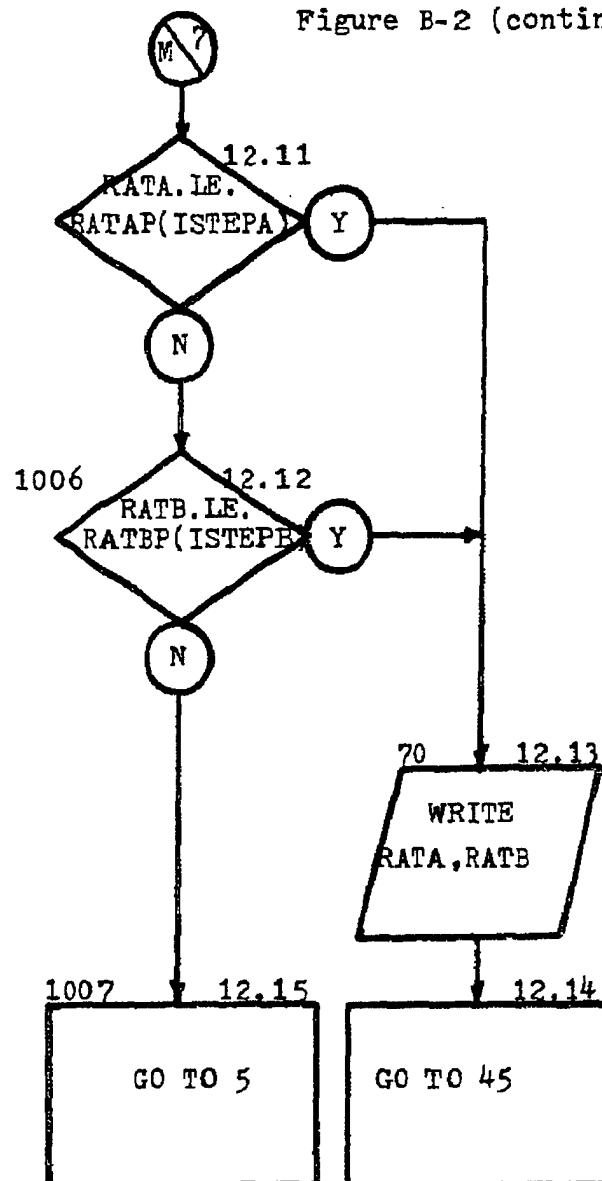 Figure B-2 (contin
M 7
12.11
RATA.LE.
RATAP(ISTEPA)
Y
N
1006
12.12
RATB.LE.
RATBP(ISTEPB)
Y
N
70
12.13
WRITE
RATA,RATB
1007
12.15
12.14
GO TO 5
GO TO 45